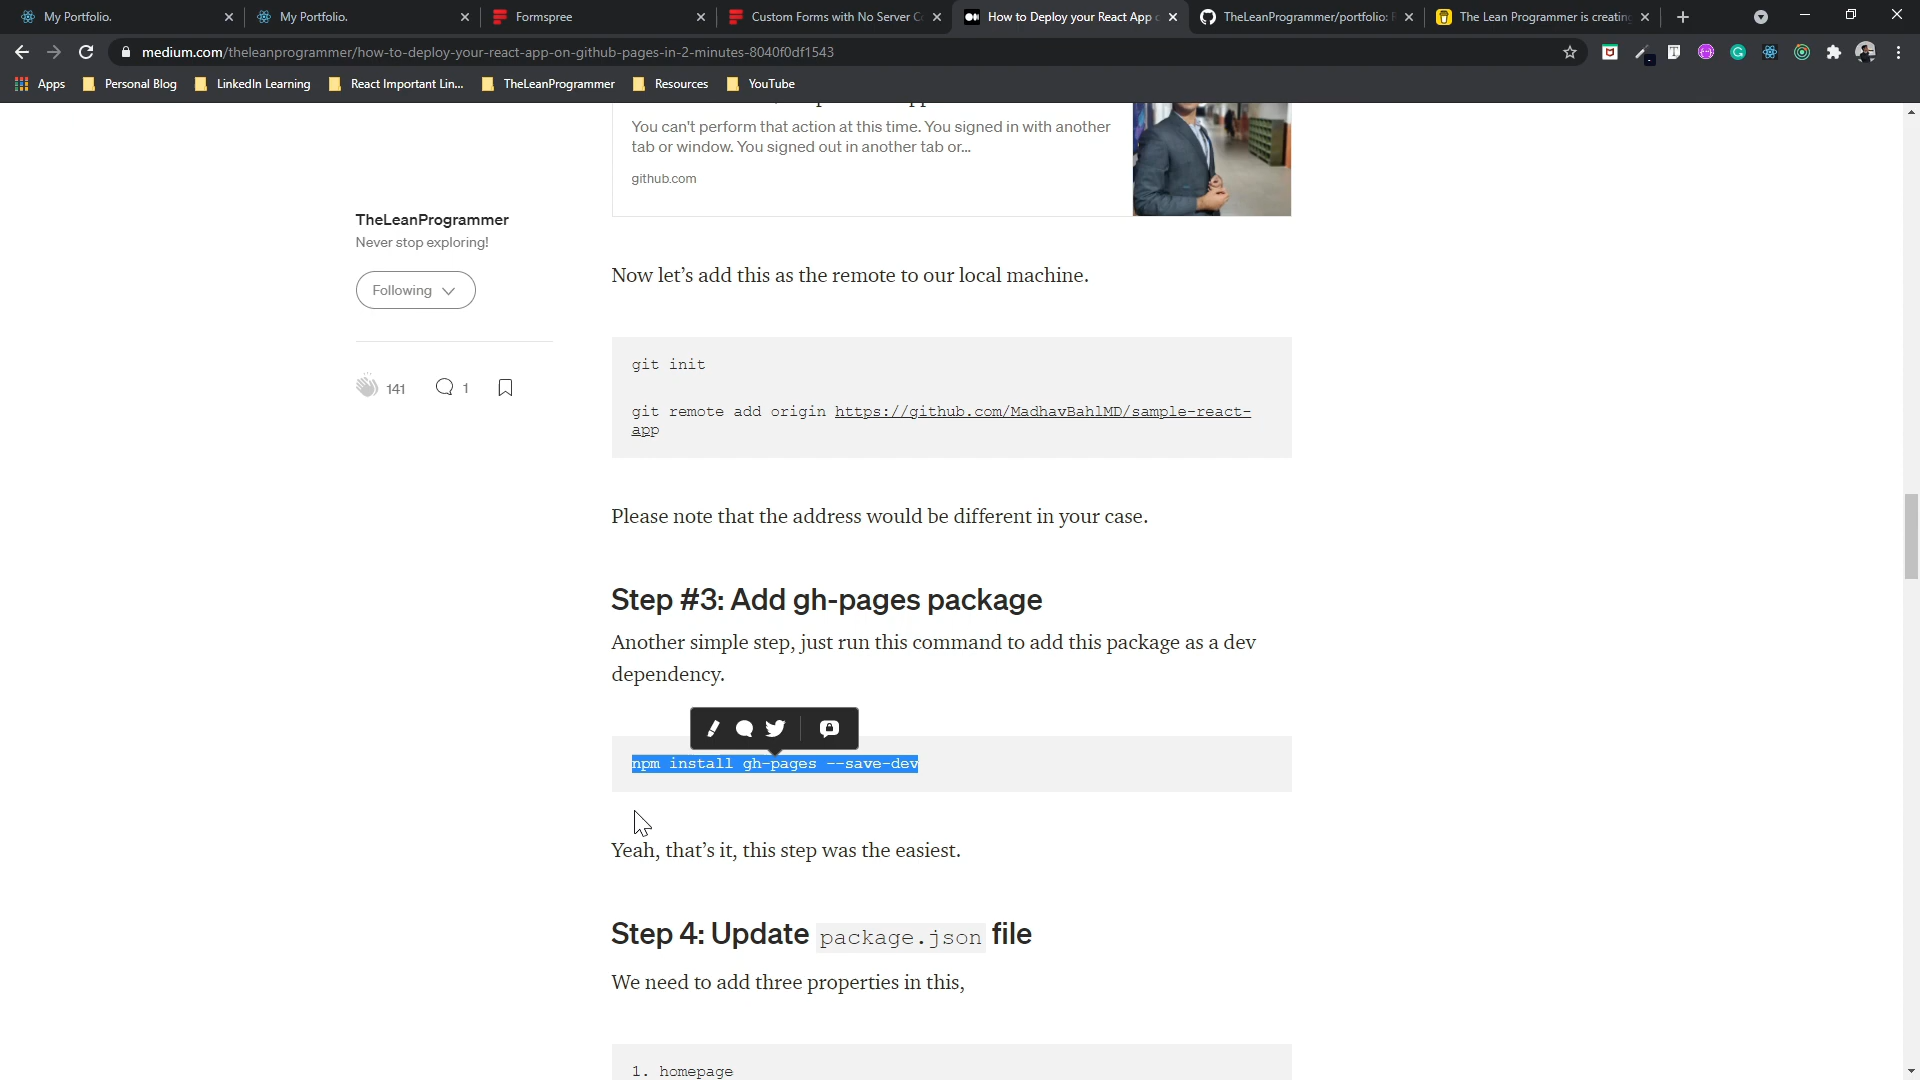 My Portfolio.
My Portfolio.
Formspree
Custom Forms with No Server C
How to Deploy your React App
TheLeanProgrammer/portfolio:
The Lean Programmer is creatin
medium.com/theleanprogrammer/how-to-deploy-your-react-app-on-github-pages-in-2-minutes-8040f0df1543
Apps
Personal Blog
LinkedIn Learning
React Important Lin...
TheLeanProgrammer
Resources
YouTube
You can't perform that action at this time. You signed in with another
tab or window. You signed out in another tab or...
github.com
TheLeanProgrammer
Never stop exploring!
Following
141
1
Now let's add this as the remote to our local machine.
git init
git remote add origin https://github.com/MadhavBahlMD/sample-react-
app
Please note that the address would be different in your case.
Step #3: Add gh-pages package
Another simple step, just run this command to add this package as a dev
dependency.
npm install gh-pages --save-dev
Yeah, that's it, this step was the easiest.
Step 4: Update package.json file
We need to add three properties in this,
1. homepage